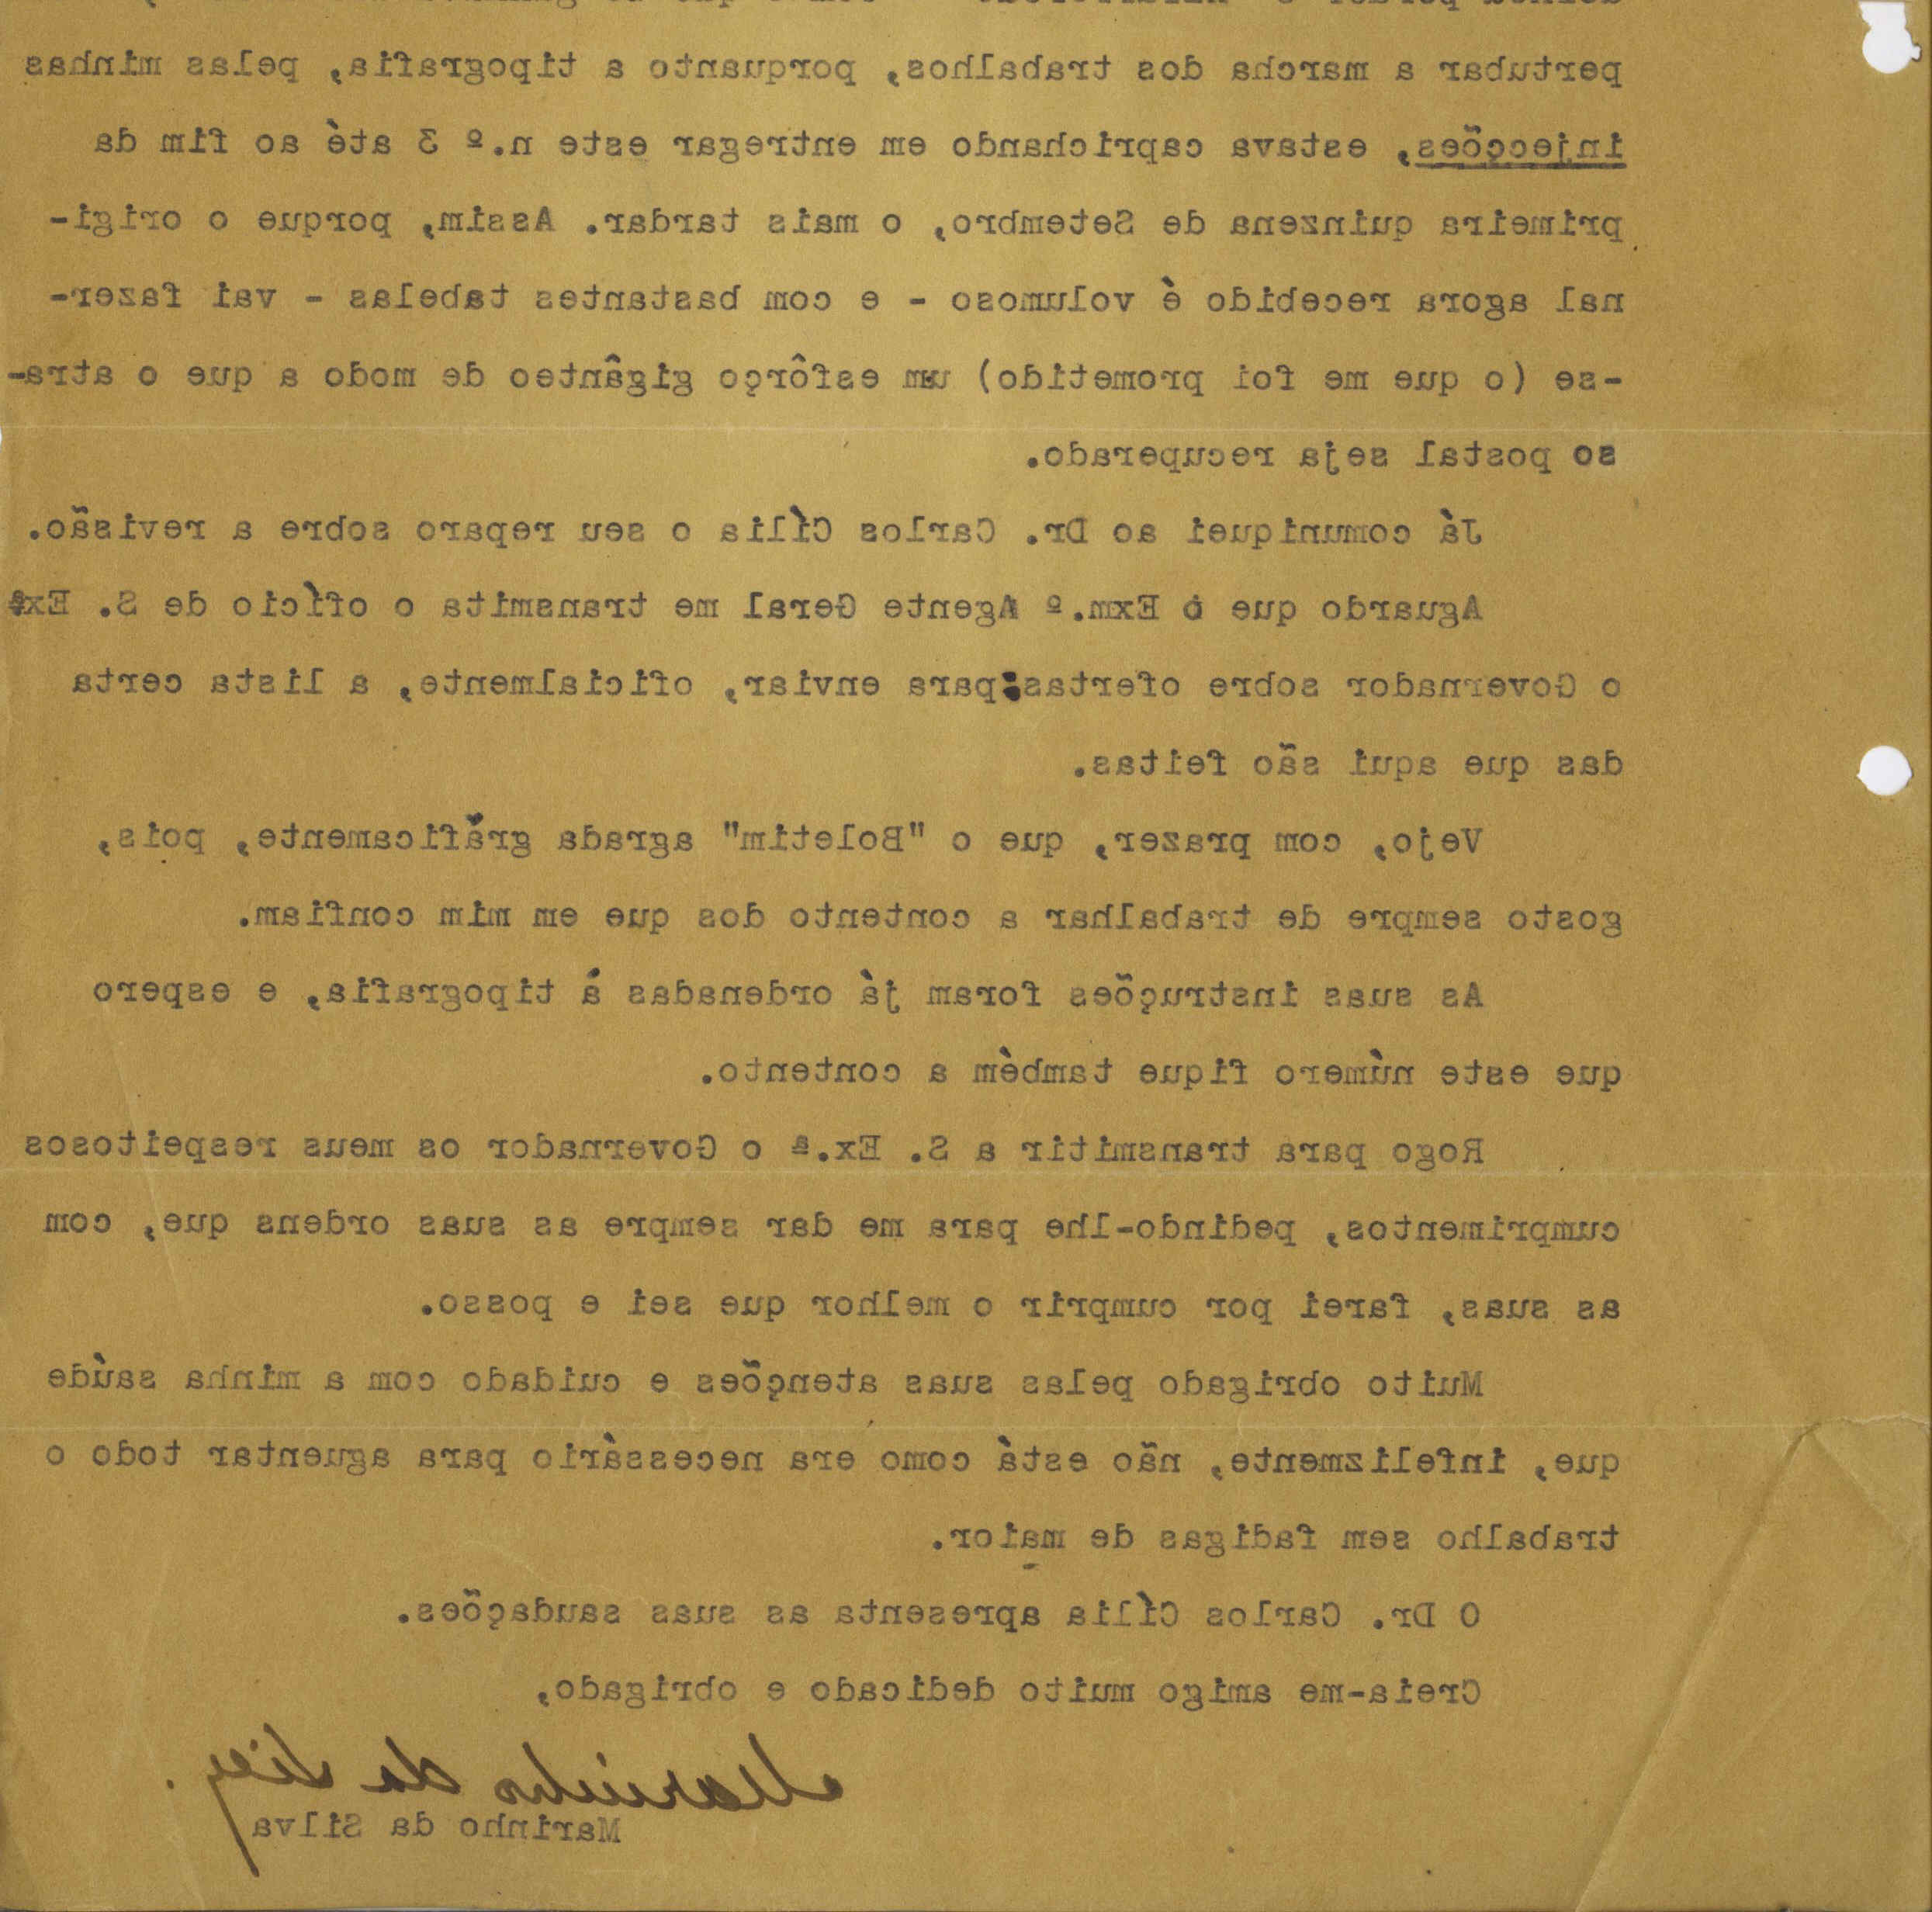 pertubar a marcha dos trabalhos, porquanto a tipografia, pelas minhas
injecções, estava caprichando em entregar este n.º 3 até ao fim da
primeira quinzena de Setembro, o mais tardar. Assim, porque o origi-
nal agora recebido é volumoso - e com bastantes tabelas - vai fazer-
-se (o que me foi prometido) um esfôrço gigânteo de modo a que o atra-
so postal seja recuperado.
Já comuniquei ao Dr. Carlos Cília o seu reparo sobre a revisão.
Aguardo que o Exm.º Agente Geral me transmita o ofício de S. Exª
o Governador sobre ofertas;para enviar, oficialmente, a lista certa
das que aqui são feitas.
Vejo, com prazer, que o "Boletim" agrada gráficamente, pois,
gosto sempre de trabalhar a contento dos que em mim confiam.
As suas instruções foram já ordenadas à tipografia, e espero
que este número fique também a contento.
Rogo para transmitir a S. Ex.ª o Governador os meus respeitosos
cumprimentos, pedindo-lhe para me dar sempre as suas ordens que, com
as suas, farei por cumprir o melhor que sei e posso.
Muito obrigado pelas suas atenções e cuidado com a minha saúde
que, infelizmente, não está como era necessário para aguentar todo o
trabalho sem fadigas de maior.
O Dr. Carlos Cília apresenta as suas saudações.
Creia-me amigo muito dedicado e obrigado,
Marinho da Silva
Marinho da Silva